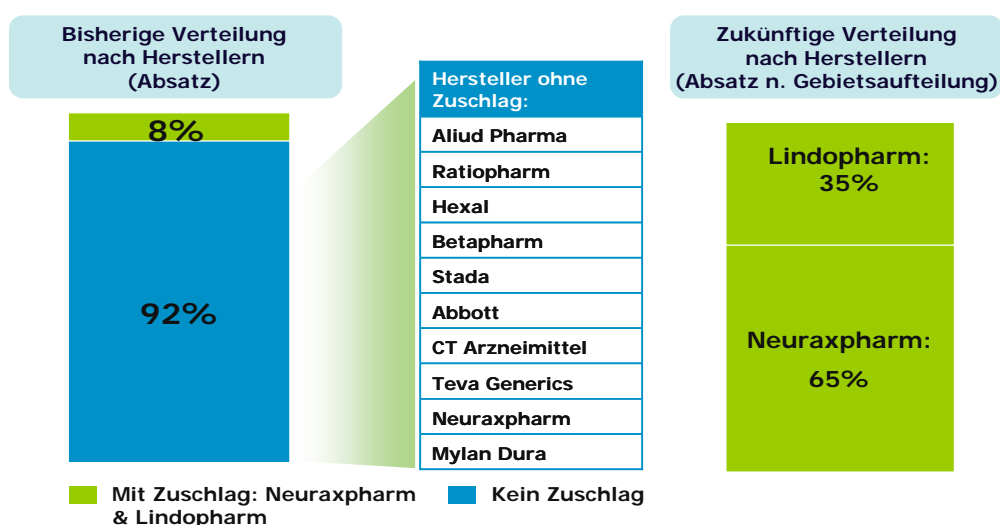 Bisherige Verteilung
nach Herstellern
(Absatz)
8%
92%
Hersteller ohne
Zuschlag:
Aliud Pharma
Ratiopharm
Hexal
Betapharm
Stada
Abbott
CT Arzneimittel
Teva Generics
Neuraxpharm
Mylan Dura
Zukünftige Verteilung
nach Herstellern
(Absatz n. Gebietsaufteilung)
Lindopharm:
35%
Neuraxpharm:
65%
Mit Zuschlag: Neuraxpharm
& Lindopharm
Kein Zuschlag